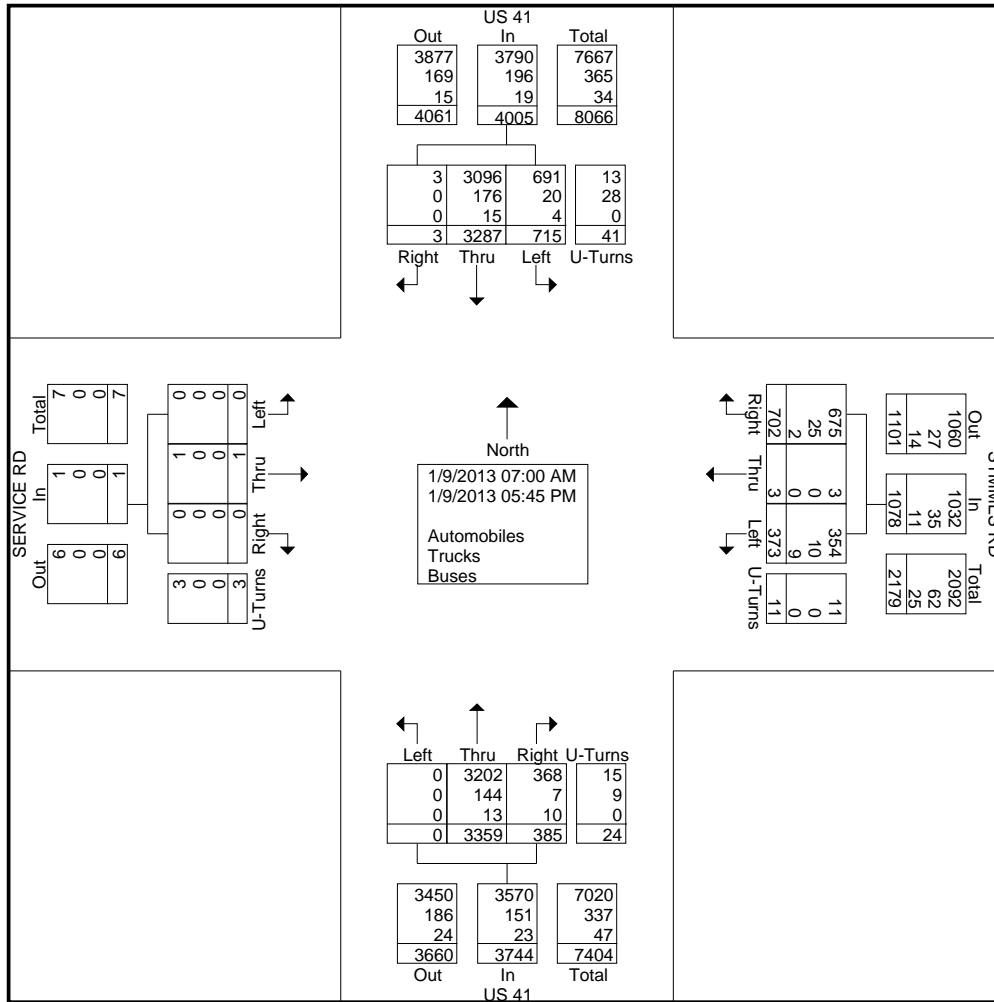 US 41
Out In Total
3877 3790 7667
169 196 365
15 19 34
4061 4005 8066
3 3096 691 13
0 176 20 28
0 15 4 0
3 3287 715 41
Right Thru Left U-Turns
SERVICE RD
Total In Out
7 1 6
0 0 0
0 0 0
7 1 6
Left Thru Right U-Turns
0 1 0 3
0 0 0 0
0 0 0 0
0 1 0 3
North
1/9/2013 07:00 AM
1/9/2013 05:45 PM
Automobiles
Trucks
Buses
Right Thru Left U-Turns
675 3 354 11
25 0 10 0
2 0 9 0
702 3 373 11
Out In Total
1060 1032 2092
27 35 62
14 11 25
1101 1078 2179
RD
Left Thru Right U-Turns
0 3202 368 15
0 144 7 9
0 13 10 0
0 3359 385 24
3450 3570 7020
186 151 337
24 23 47
3660 3744 7404
Out In Total
US 41